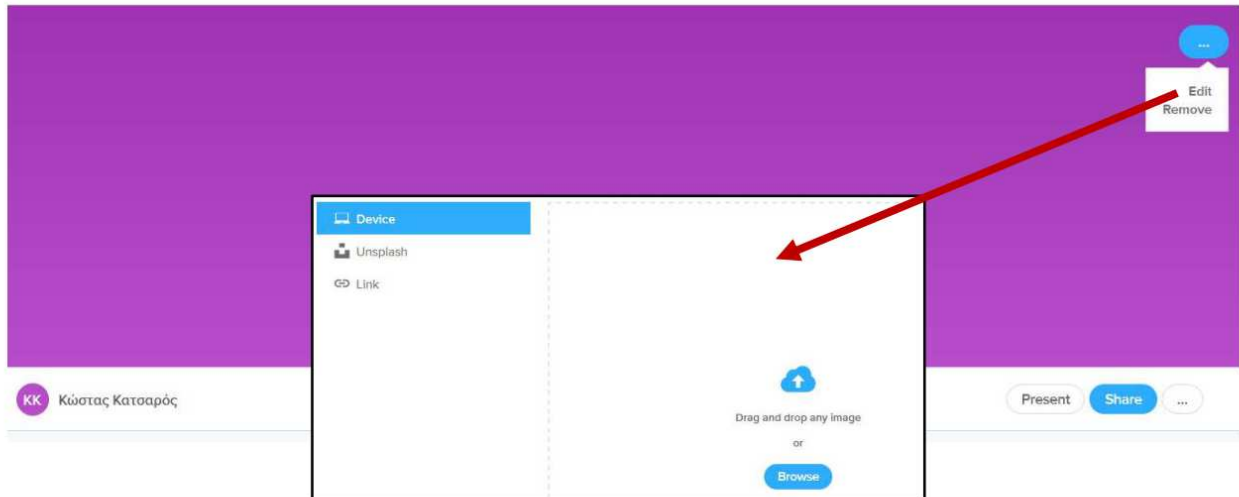 ...
Edit
Remove
Device
Unsplash
Link
Drag and drop any image
or
Browse
KK Κώστας Κατσαρός
Present Share ...